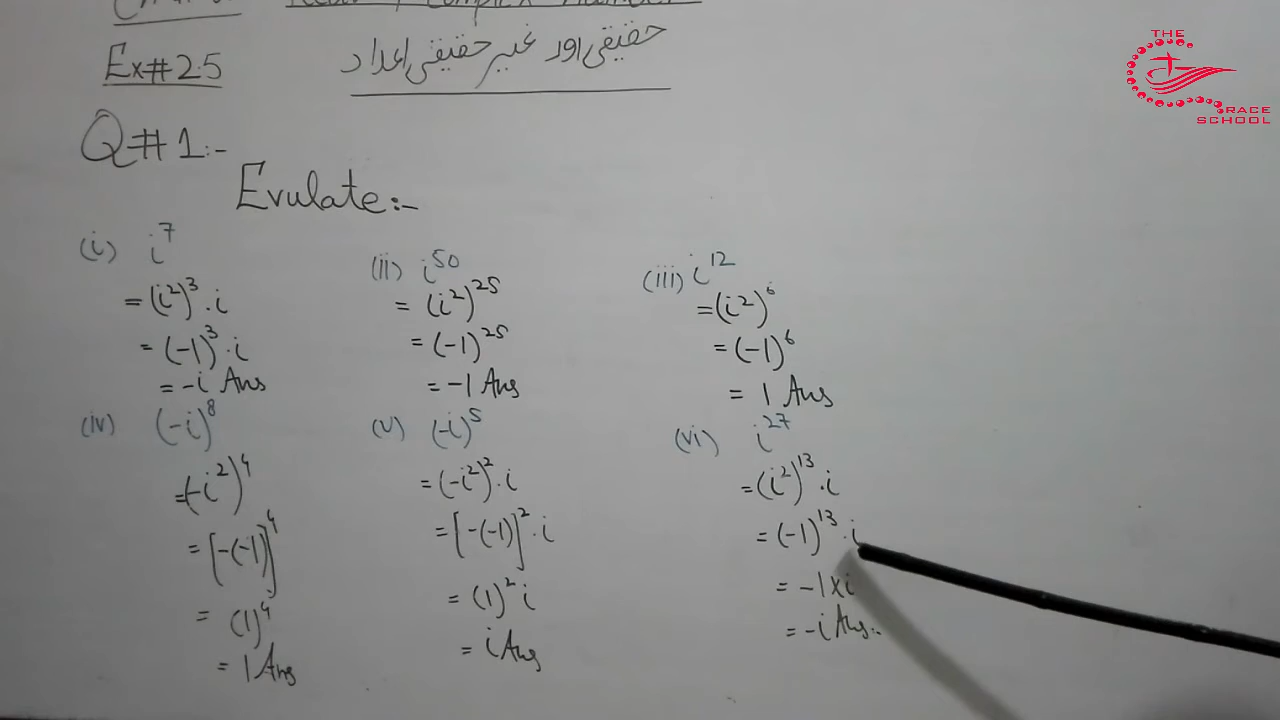 Ex#2.5
حقیقی اور غیر حقیقی اعداد
Q#1:-
Evulate:-
(i) i^7
= (i^2)^3 . i
= (-1)^3 . i
= -i Ans
(ii) i^50
= (i^2)^25
= (-1)^25
= -1 Ans
(iii) i^12
= (i^2)^6
= (-1)^6
= 1 Ans
(iv) (-i)^8
= (-i^2)^4
= [-(-1)]^4
= (1)^4
= 1 Ans
(v) (-i)^5
= (-i^2)^2 . i
= [-(-1)]^2 . i
= (1)^2 i
= i Ans
(vi) i^27
= (i^2)^13 . i
= (-1)^13 . i
= -1 x i
= -i Ans.
THE
RACE
SCHOOL